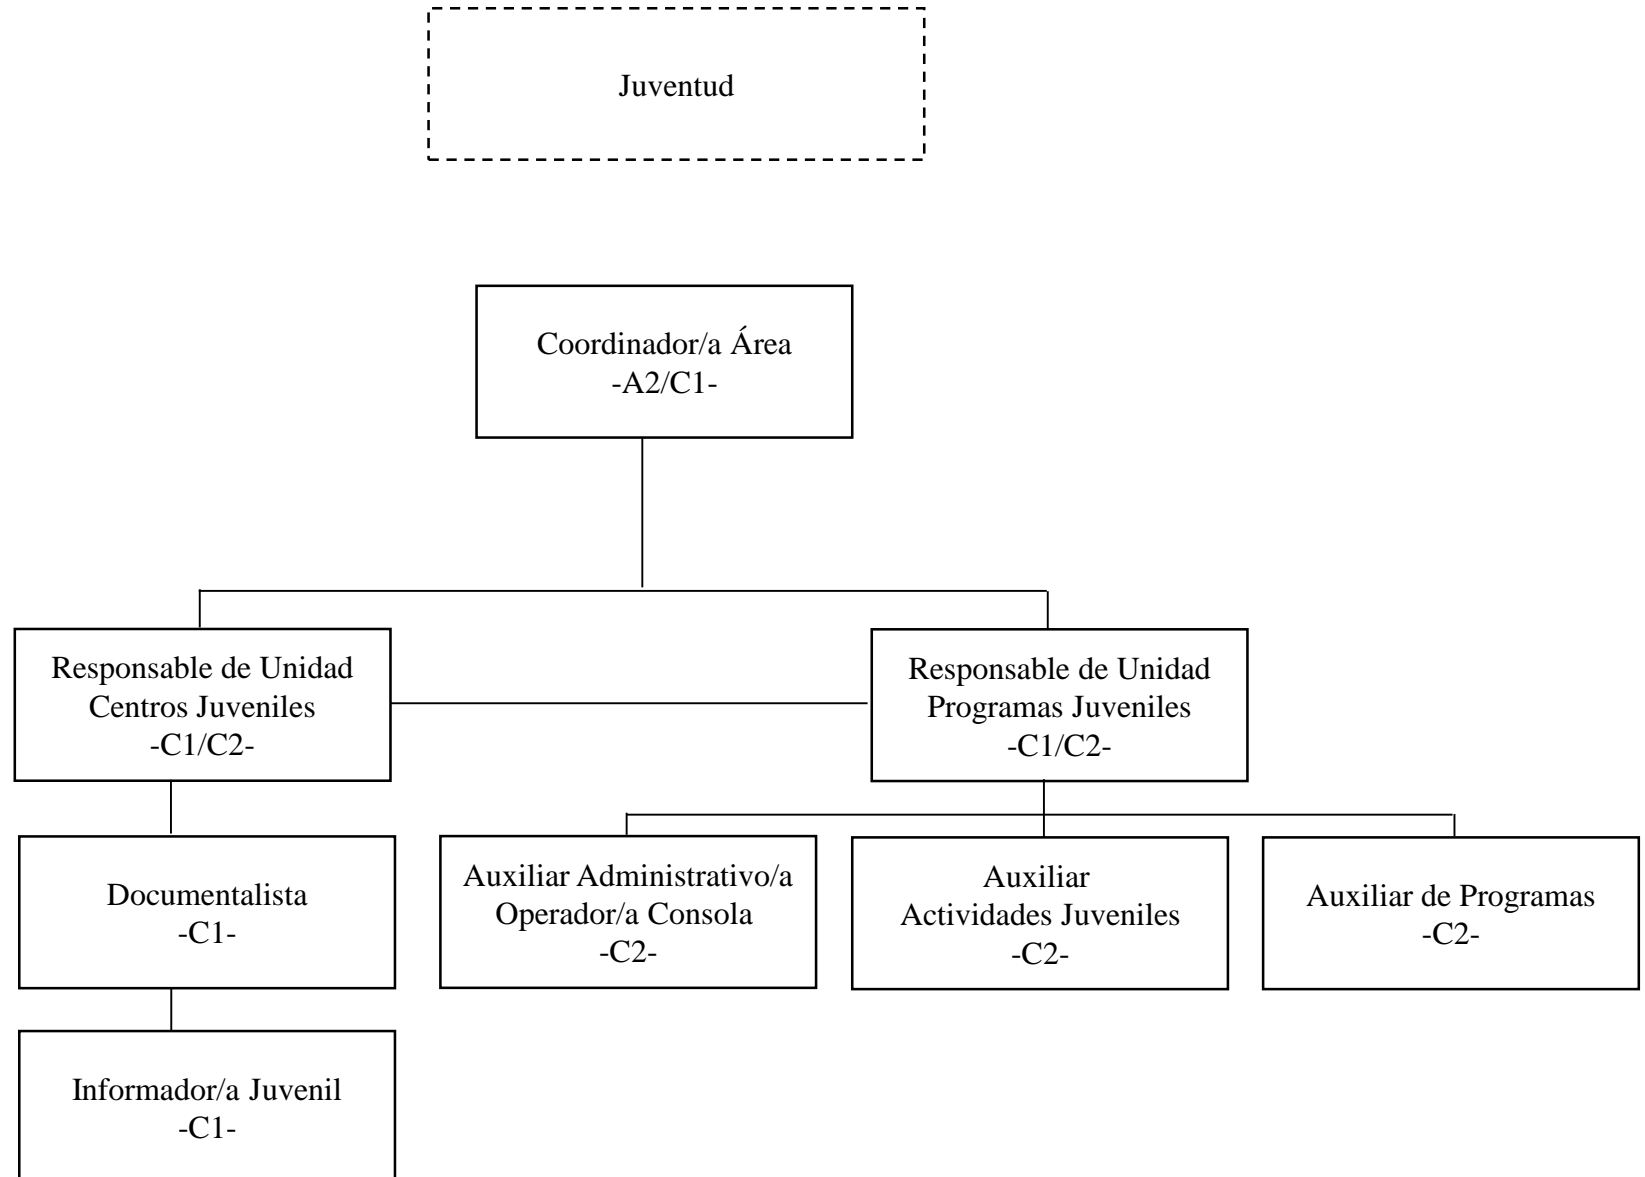 Juventud
Coordinador/a Área
-A2/C1-
Responsable de Unidad
Centros Juveniles
-C1/C2-
Responsable de Unidad
Programas Juveniles
-C1/C2-
Documentalista
-C1-
Auxiliar Administrativo/a
Operador/a Consola
-C2-
Auxiliar
Actividades Juveniles
-C2-
Auxiliar de Programas
-C2-
Informador/a Juvenil
-C1-